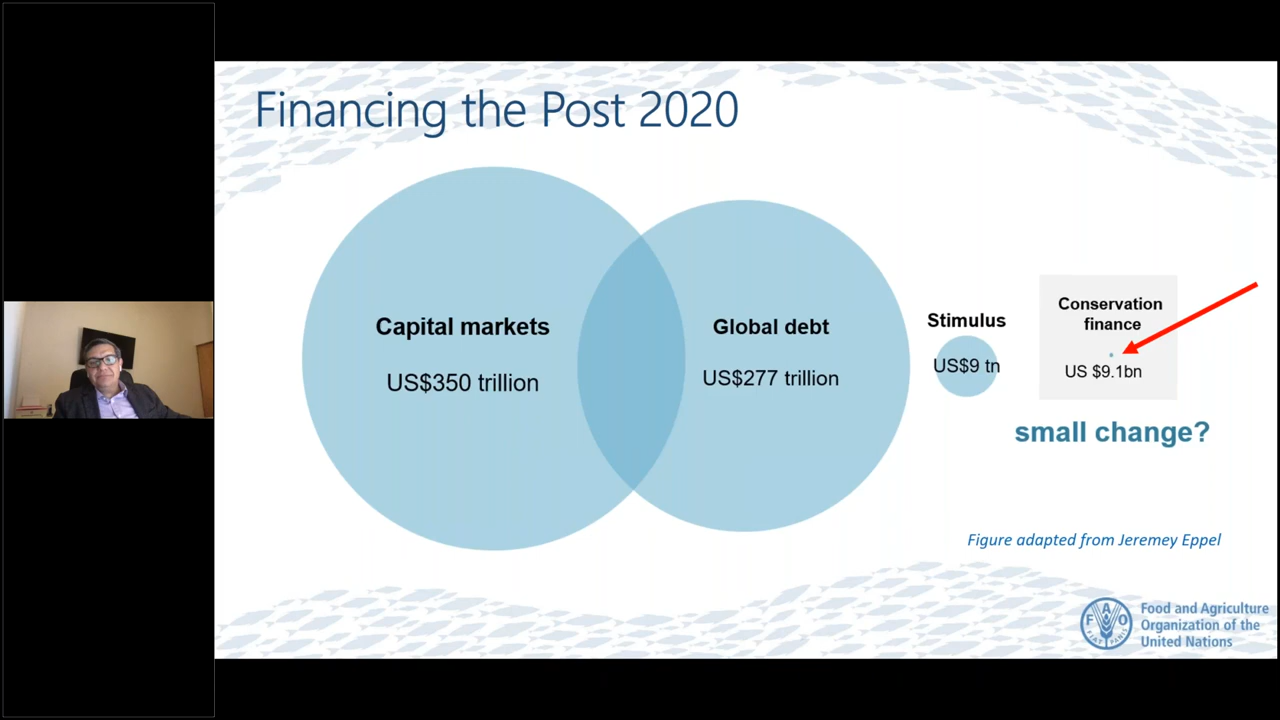 Financing the Post 2020
Capital markets
US$350 trillion
Global debt
US$277 trillion
Stimulus
US$9 tn
Conservation
finance
US $9.1bn
small change?
Figure adapted from Jeremey Eppel
F A O
FIAT PANIS
Food and Agriculture
Organization of the
United Nations